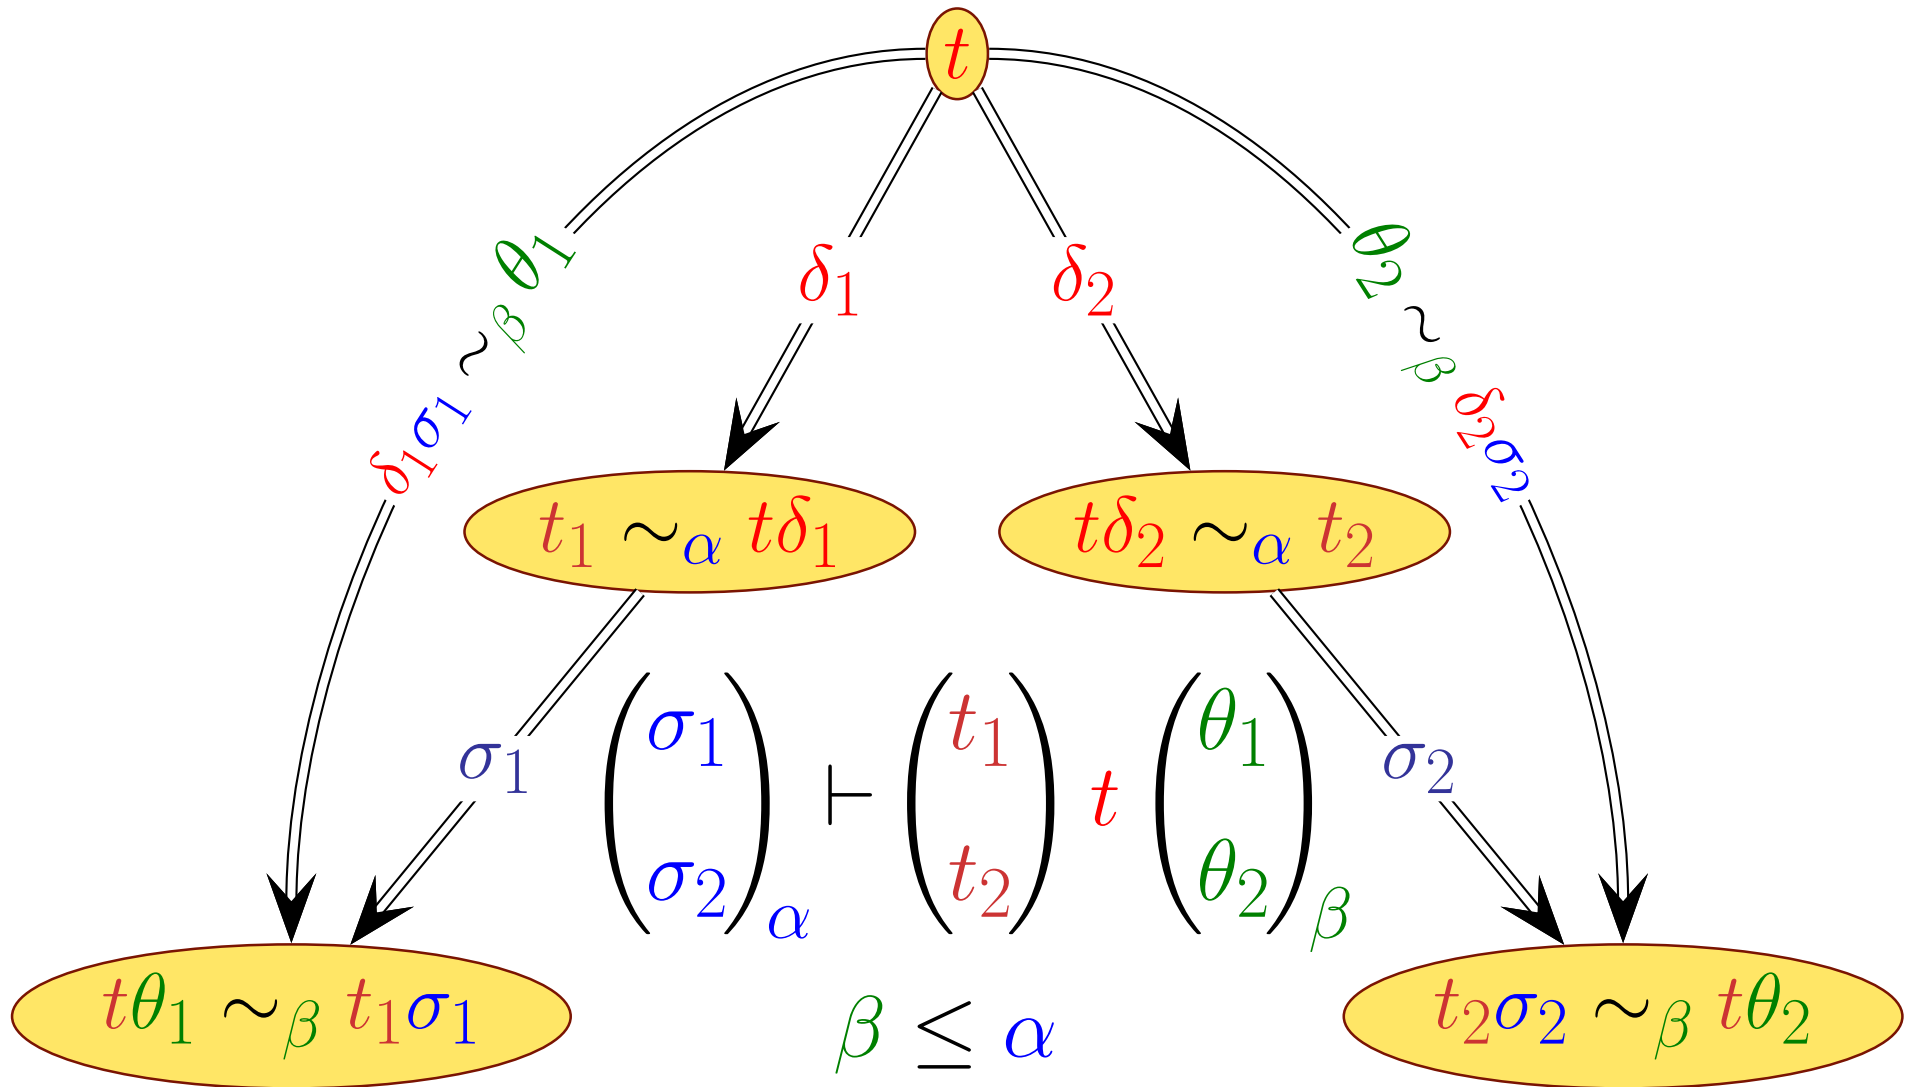 t
δ₁σ₁ ∼β θ₁
δ₁
δ₂
θ₂ ∼β δ₂σ₂
t₁ ∼α tδ₁
tδ₂ ∼α t₂
σ₁
(σ₁ σ₂)α ⊢ (t₁ t₂) t (θ₁ θ₂)β
σ₂
tθ₁ ∼β t₁σ₁
β ≤ α
t₂σ₂ ∼β tθ₂